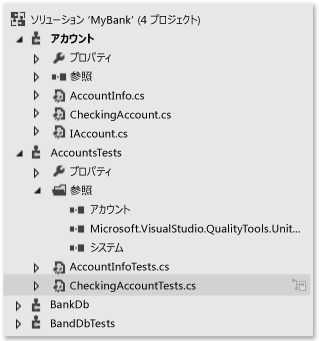 ソリューション 'MyBank' (4 プロジェクト)
アカウント
プロパティ
参照
AccountInfo.cs
CheckingAccount.cs
IAccount.cs
AccountsTests
プロパティ
参照
アカウント
Microsoft.VisualStudio.QualityTools.Unit...
システム
AccountInfoTests.cs
CheckingAccountTests.cs
BankDb
BandDbTests